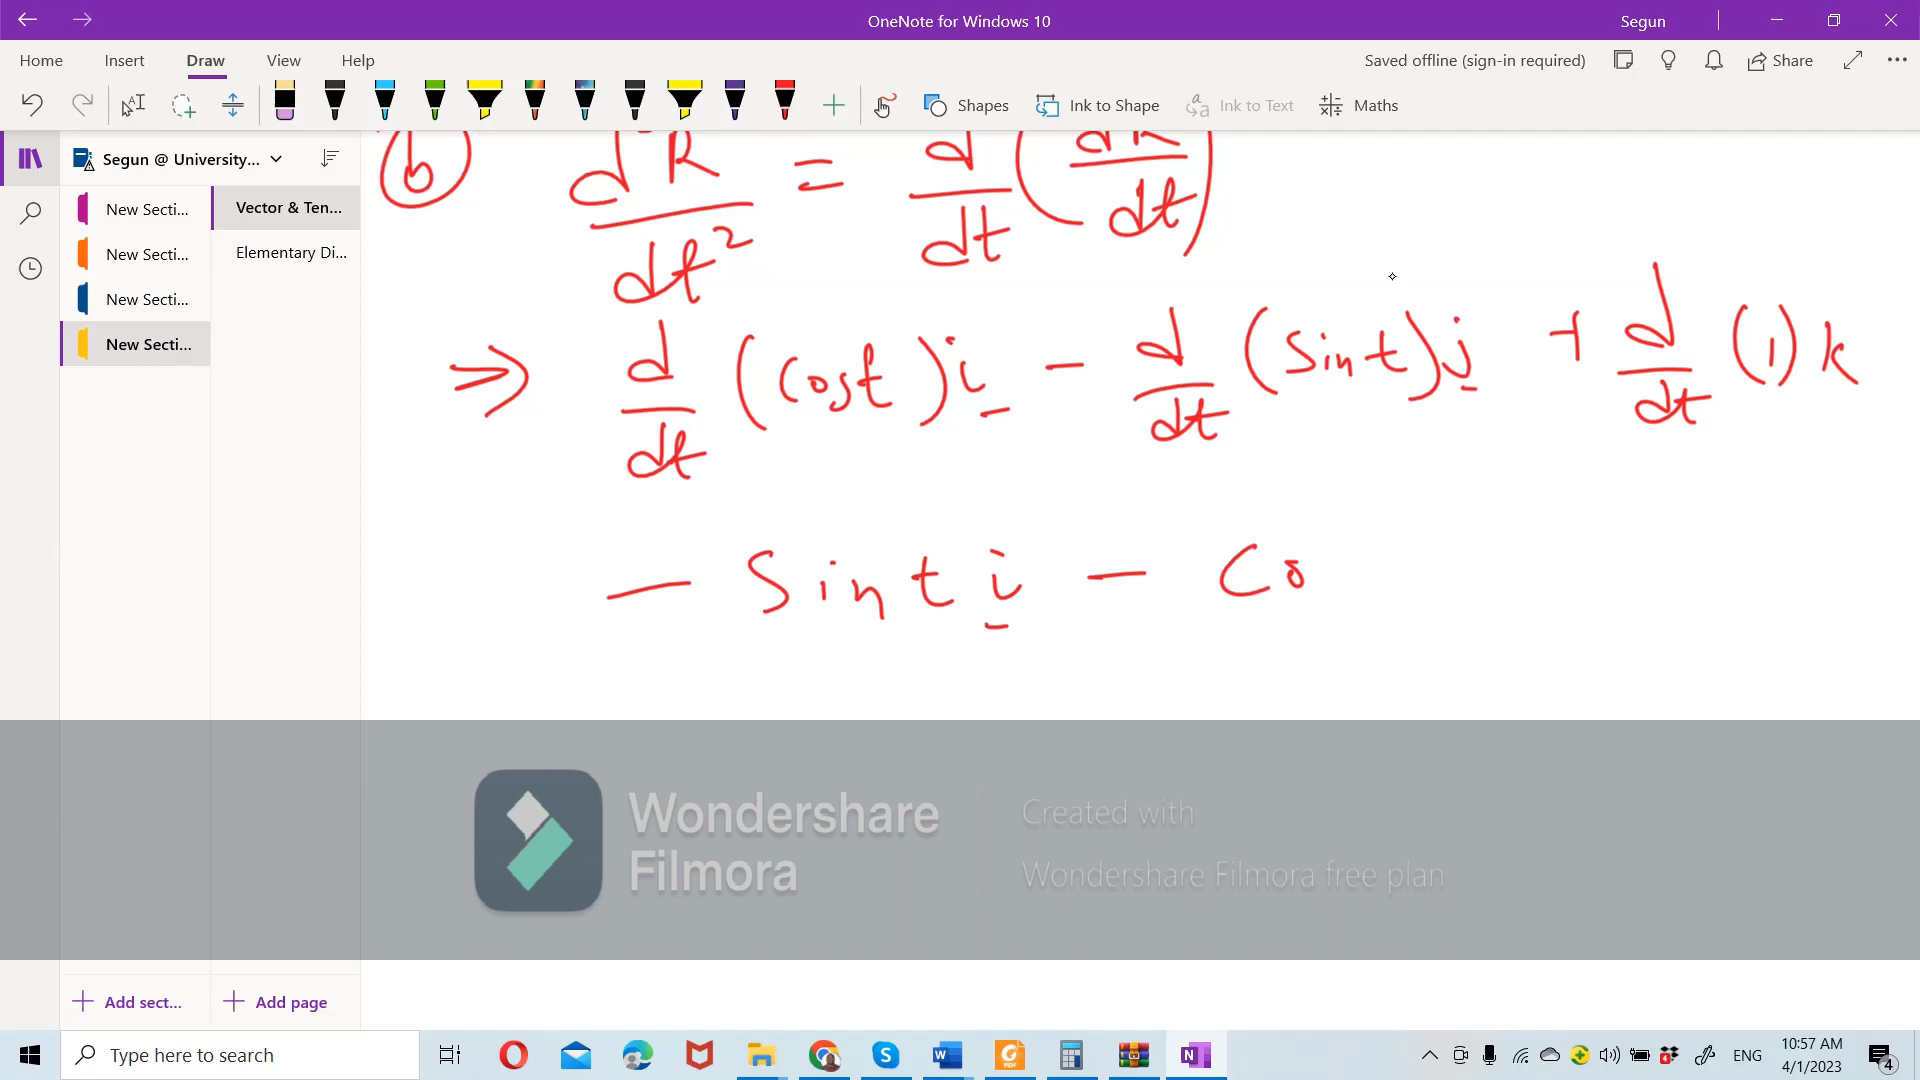 OneNote for Windows 10
Segun
Home Insert Draw View Help
Saved offline (sign-in required)
Share
Shapes
Ink to Shape
Ink to Text
Maths
Segun @ University...
New Secti...
New Secti...
New Secti...
New Secti...
Vector & Ten...
Elementary Di...
(b) d²R/dt² = d/dt (dR/dt)
⇒ d/dt (Cost) i - d/dt (Sint) j + d/dt (1) k
- Sin t i - Co
Wondershare
Filmora
Created with
Wondershare Filmora free plan
Add sect...
Add page
Type here to search
ENG
10:57 AM
4/1/2023
4